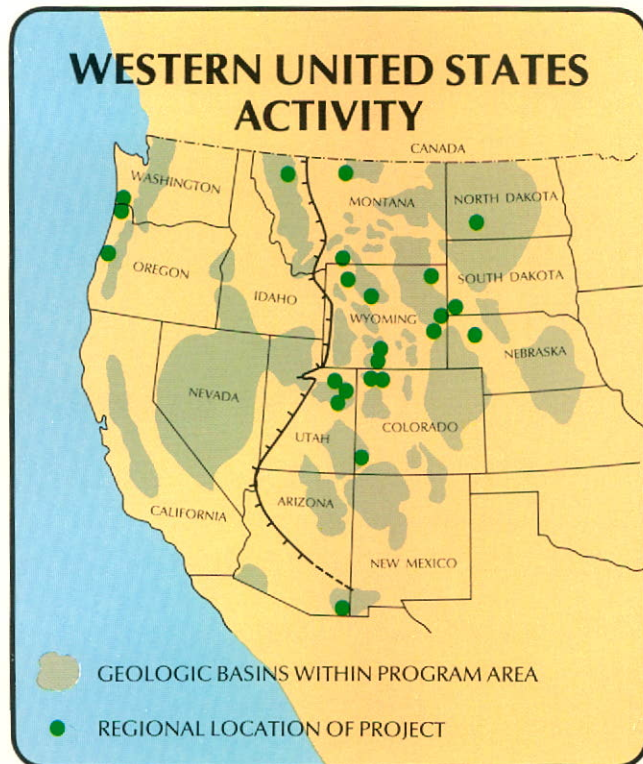 WESTERN UNITED STATES
ACTIVITY
CANADA
WASHINGTON
MONTANA
NORTH DAKOTA
OREGON
IDAHO
SOUTH DAKOTA
WYOMING
NEBRASKA
NEVADA
UTAH
COLORADO
CALIFORNIA
ARIZONA
NEW MEXICO
GEOLOGIC BASINS WITHIN PROGRAM AREA
REGIONAL LOCATION OF PROJECT